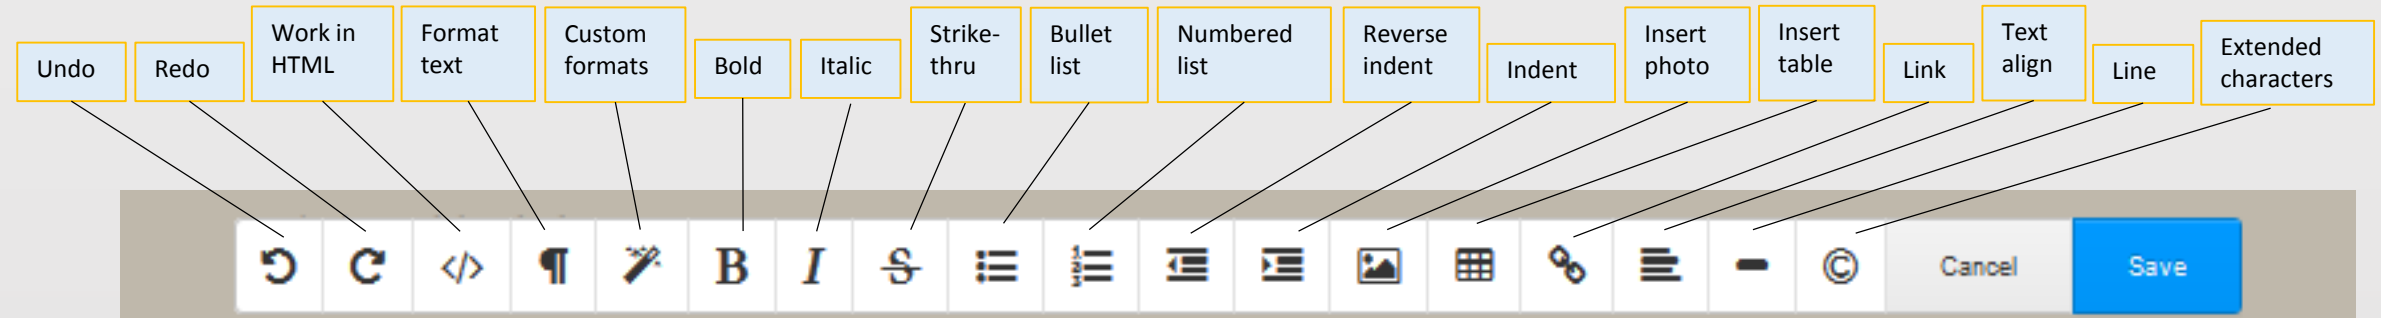 Undo
Redo
Work in
HTML
Format
text
Custom
formats
Bold
Italic
Strike-
thru
Bullet
list
Numbered
list
Reverse
indent
Indent
Insert
photo
Insert
table
Link
Text
align
Line
Extended
characters
</> B I S © Cancel Save